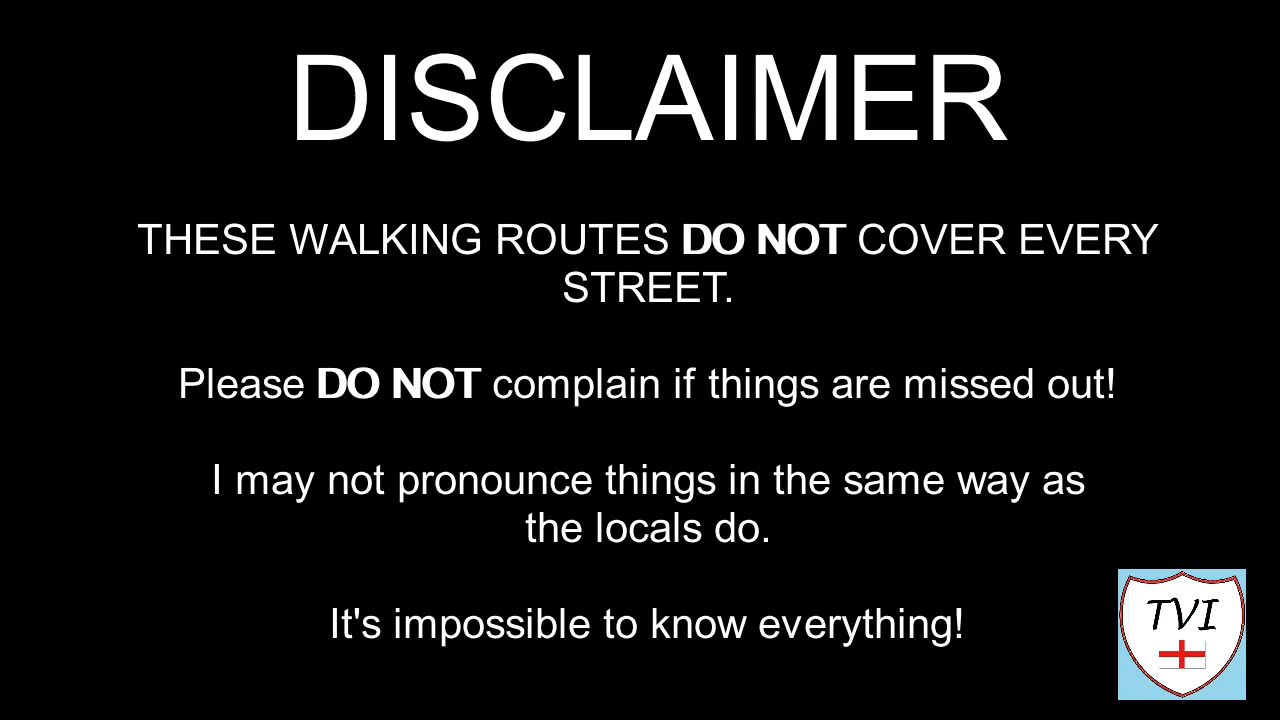 DISCLAIMER
THESE WALKING ROUTES DO NOT COVER EVERY
STREET.
Please DO NOT complain if things are missed out!
I may not pronounce things in the same way as
the locals do.
It's impossible to know everything!
TVI